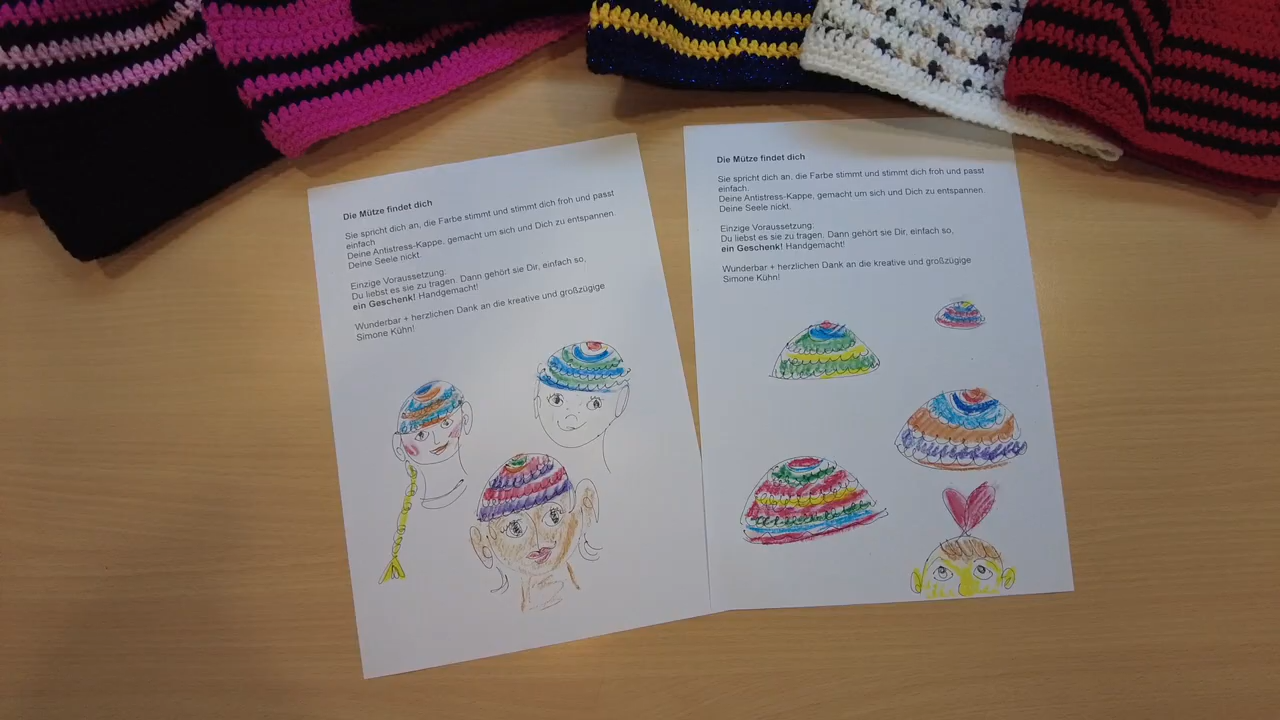 Die Mütze findet dich
Sie spricht dich an, die Farbe stimmt und stimmt dich froh und passt
einfach
Deine Antistress-Kappe, gemacht um sich und Dich zu entspannen.
Deine Seele nickt.
Einzige Voraussetzung:
Du liebst es sie zu tragen. Dann gehört sie Dir, einfach so,
ein Geschenk! Handgemacht!
Wunderbar + herzlichen Dank an die kreative und großzügige
Simone Kühn!
Die Mütze findet dich
Sie spricht dich an, die Farbe stimmt und stimmt dich froh und passt
einfach.
Deine Antistress-Kappe, gemacht um sich und Dich zu entspannen.
Deine Seele nickt.
Einzige Voraussetzung:
Du liebst es sie zu tragen. Dann gehört sie Dir, einfach so,
ein Geschenk! Handgemacht!
Wunderbar + herzlichen Dank an die kreative und großzügige
Simone Kühn!